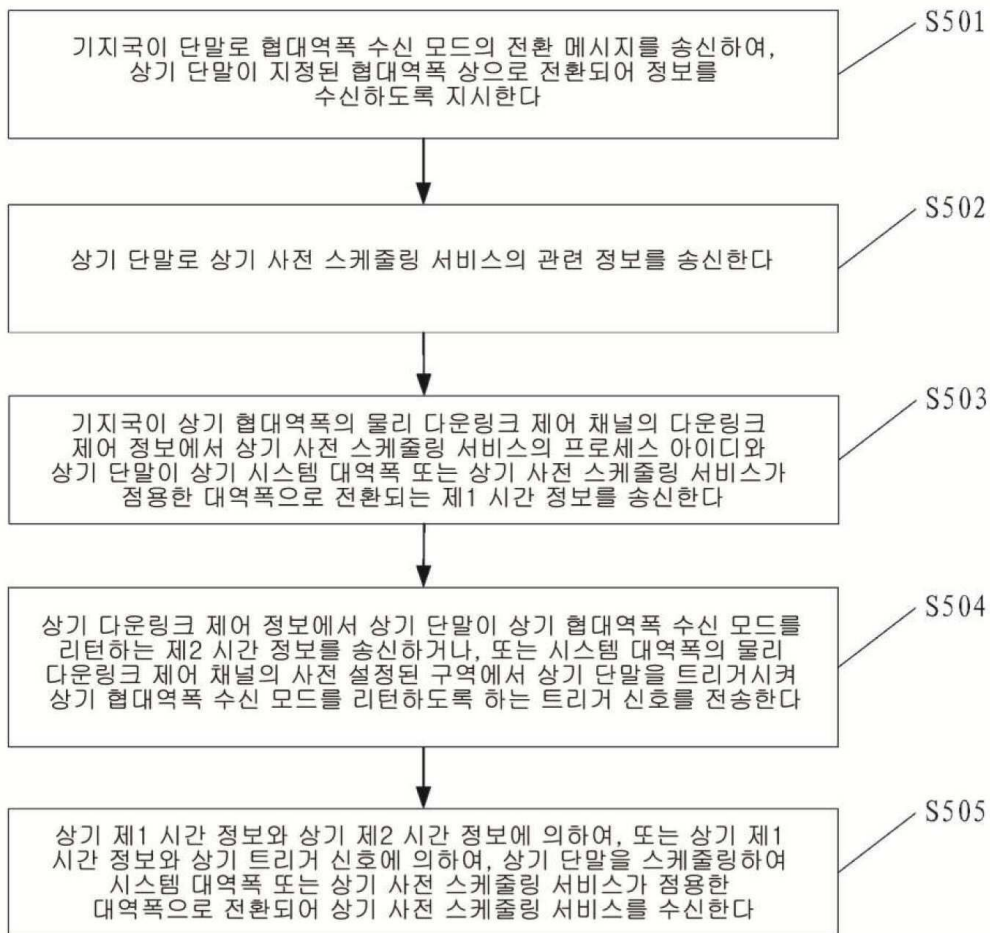 S501
기지국이 단말로 협대역폭 수신 모드의 전환 메시지를 송신하여,
상기 단말이 지정된 협대역폭 상으로 전환되어 정보를
수신하도록 지시한다
S502
상기 단말로 상기 사전 스케줄링 서비스의 관련 정보를 송신한다
S503
기지국이 상기 협대역폭의 물리 다운링크 제어 채널의 다운링크
제어 정보에서 상기 사전 스케줄링 서비스의 프로세스 아이디와
상기 단말이 상기 시스템 대역폭 또는 상기 사전 스케줄링 서비스가
점용한 대역폭으로 전환되는 제1 시간 정보를 송신한다
S504
상기 다운링크 제어 정보에서 상기 단말이 상기 협대역폭 수신 모드를
리턴하는 제2 시간 정보를 송신하거나, 또는 시스템 대역폭의 물리
다운링크 제어 채널의 사전 설정된 구역에서 상기 단말을 트리거시켜
상기 협대역폭 수신 모드를 리턴하도록 하는 트리거 신호를 전송한다
S505
상기 제1 시간 정보와 상기 제2 시간 정보에 의하여, 또는 상기 제1
시간 정보와 상기 트리거 신호에 의하여, 상기 단말을 스케줄링하여
시스템 대역폭 또는 상기 사전 스케줄링 서비스가 점용한
대역폭으로 전환되어 상기 사전 스케줄링 서비스를 수신한다